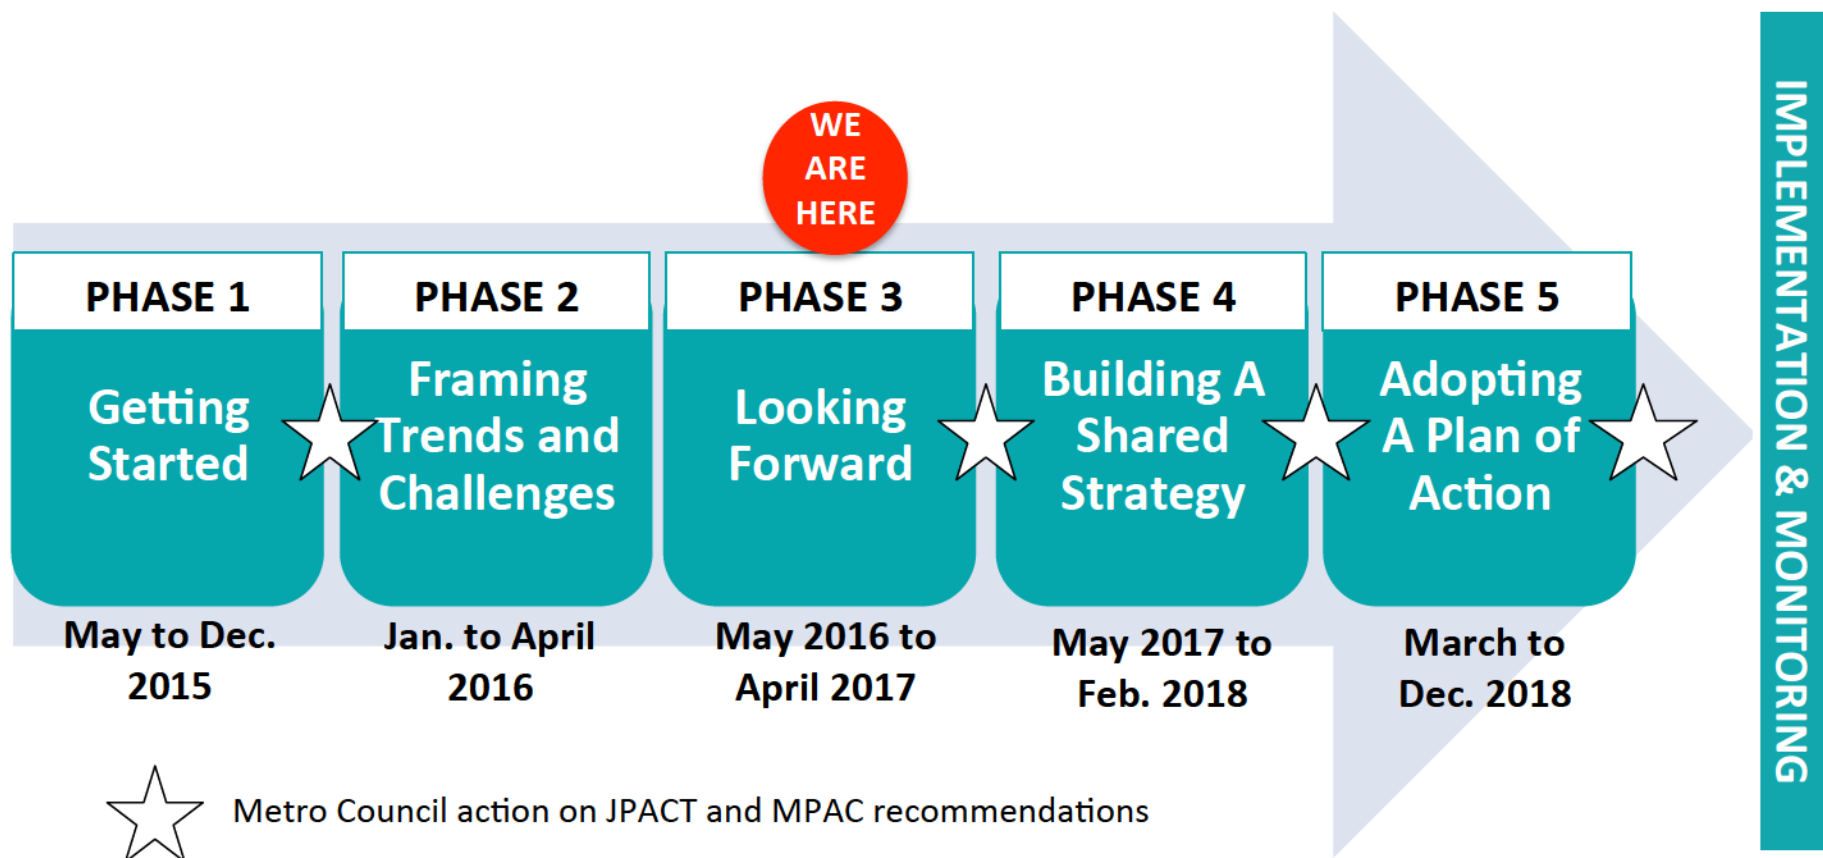 WE
ARE
HERE
PHASE 1
Getting
Started
May to Dec.
2015
PHASE 2
Framing
Trends and
Challenges
Jan. to April
2016
PHASE 3
Looking
Forward
May 2016 to
April 2017
PHASE 4
Building A
Shared
Strategy
May 2017 to
Feb. 2018
PHASE 5
Adopting
A Plan of
Action
March to
Dec. 2018
IMPLEMENTATION & MONITORING
Metro Council action on JPACT and MPAC recommendations